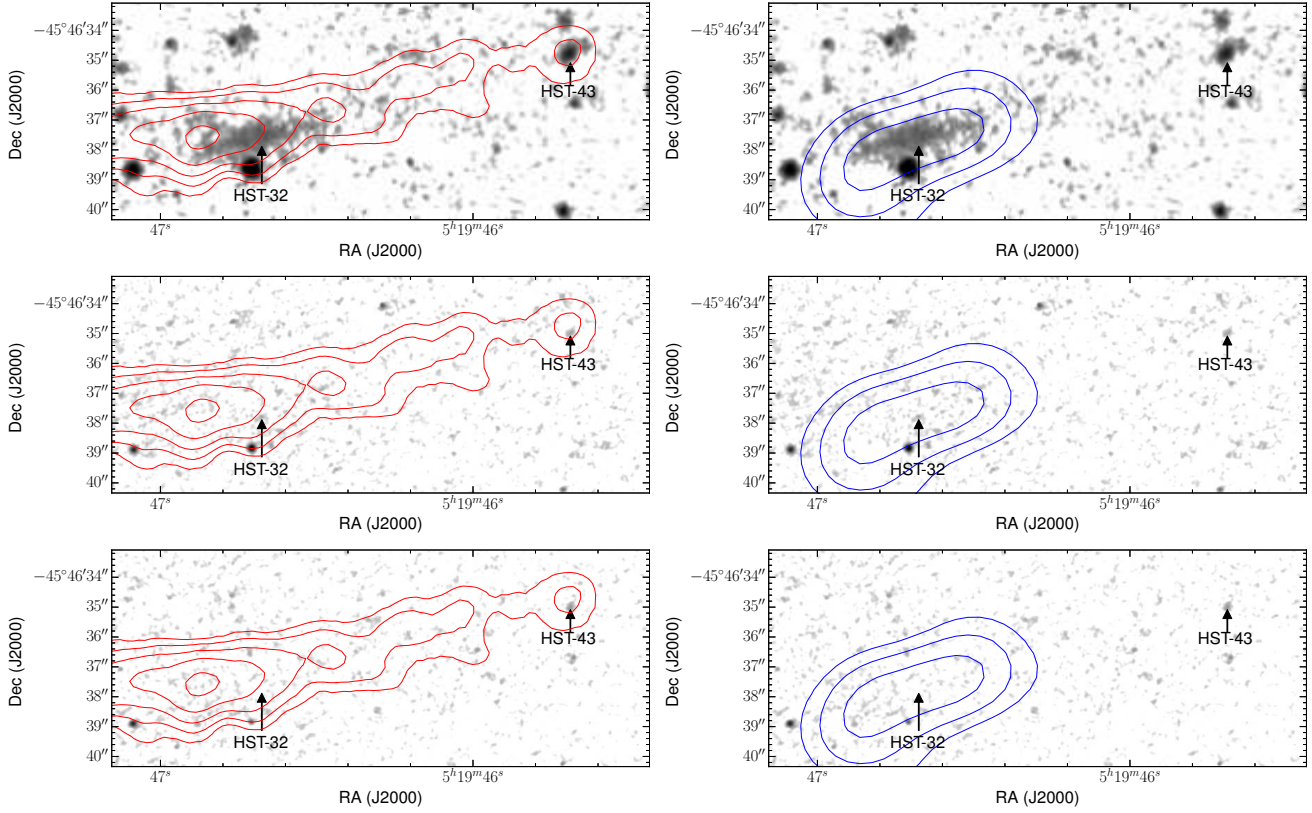 −45°46′34″
35″
36″
37″
38″
39″
40″
Dec (J2000)
HST-43
HST-32
47ˢ
5ʰ19ᵐ46ˢ
RA (J2000)
−45°46′34″
35″
36″
37″
38″
39″
40″
Dec (J2000)
HST-43
HST-32
47ˢ
5ʰ19ᵐ46ˢ
RA (J2000)
−45°46′34″
35″
36″
37″
38″
39″
40″
Dec (J2000)
HST-43
HST-32
47ˢ
5ʰ19ᵐ46ˢ
RA (J2000)
−45°46′34″
35″
36″
37″
38″
39″
40″
Dec (J2000)
HST-43
HST-32
47ˢ
5ʰ19ᵐ46ˢ
RA (J2000)
−45°46′34″
35″
36″
37″
38″
39″
40″
Dec (J2000)
HST-43
HST-32
47ˢ
5ʰ19ᵐ46ˢ
RA (J2000)
−45°46′34″
35″
36″
37″
38″
39″
40″
Dec (J2000)
HST-43
HST-32
47ˢ
5ʰ19ᵐ46ˢ
RA (J2000)